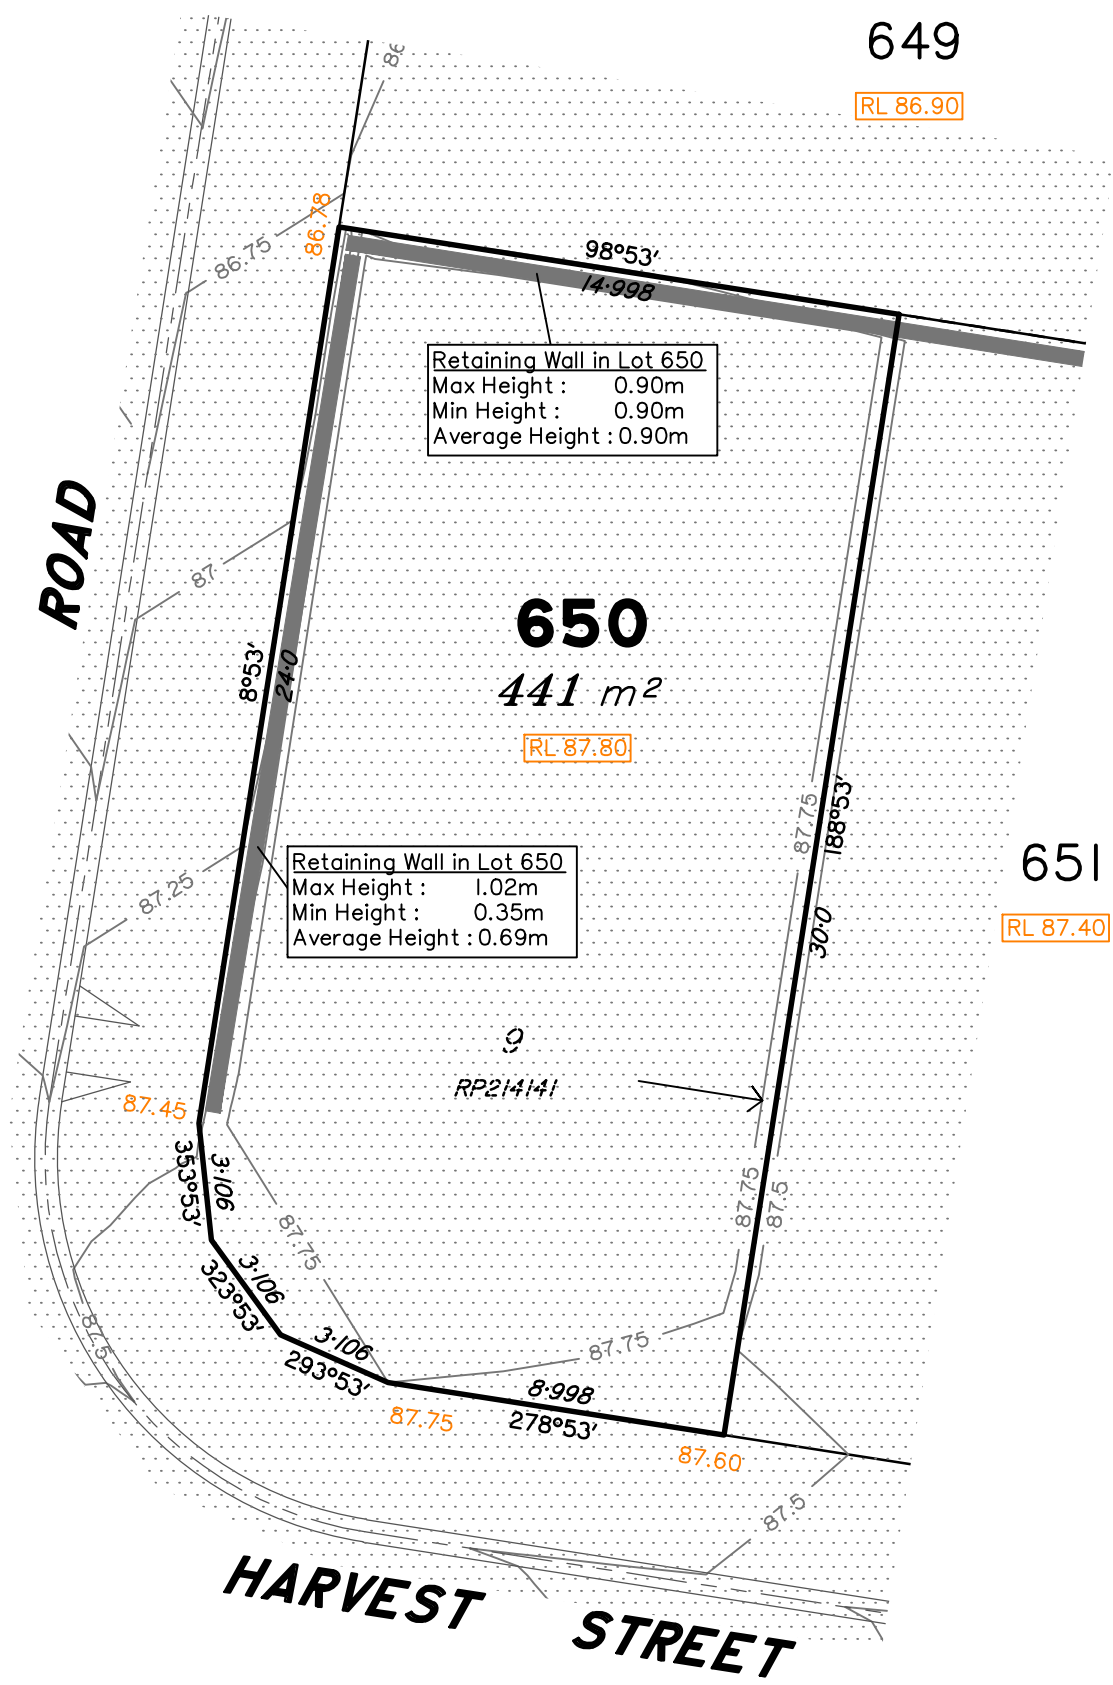 649
RL 86.90
86
86.78
86.75
98°53'
14·998
Retaining Wall in Lot 650
Max Height : 0.90m
Min Height : 0.90m
Average Height : 0.90m
ROAD
87
650
441 m²
RL 87.80
8°53'
24·0
87.75
188°53'
651
RL 87.40
30·0
87.25
Retaining Wall in Lot 650
Max Height : 1.02m
Min Height : 0.35m
Average Height : 0.69m
9
RP214141
87.45
353°53'
3·106
87.75
87.75
87.5
323°53'
3·106
87.5
293°53'
3·106
87.75
8·998
278°53'
87.75
87.60
87.5
HARVEST STREET